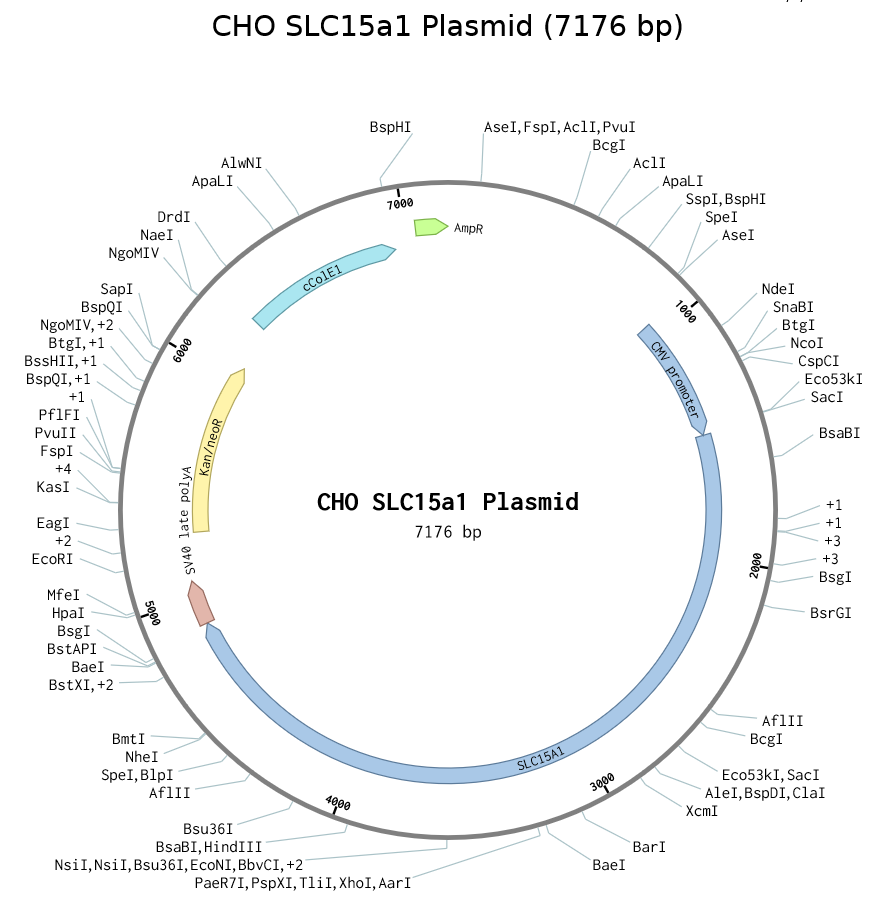 CHO SLC15a1 Plasmid (7176 bp)
BspHI
AseI,FspI,AclI,PvuI
BcgI
AlwNI
AclI
ApaLI
ApaLI
SspI,BspHI
7000
DrdI
SpeI
AmpR
NaeI
AseI
NgoMIV
cColE1
SapI
NdeI
BspQI
1000
SnaBI
NgoMIV,+2
BtgI
BtgI,+1
6000
NcoI
BssHII,+1
CspCI
BspQI,+1
CMV promoter
Eco53kI
+1
SacI
PflFI
PvuII
BsaBI
Kan/neoR
FspI
+4
KasI
CHO SLC15a1 Plasmid
+1
EagI
+1
7176 bp
SV40 late polyA
+2
+3
EcoRI
+3
2000
BsgI
MfeI
HpaI
5000
BsrGI
BsgI
BstAPI
BaeI
BstXI,+2
AflII
BmtI
BcgI
NheI
SLC15A1
SpeI,BlpI
Eco53kI,SacI
AflII
3000
AleI,BspDI,ClaI
4000
XcmI
Bsu36I
BsaBI,HindIII
BarI
NsiI,NsiI,Bsu36I,EcoNI,BbvCI,+2
BaeI
PaeR7I,PspXI,TliI,XhoI,AarI